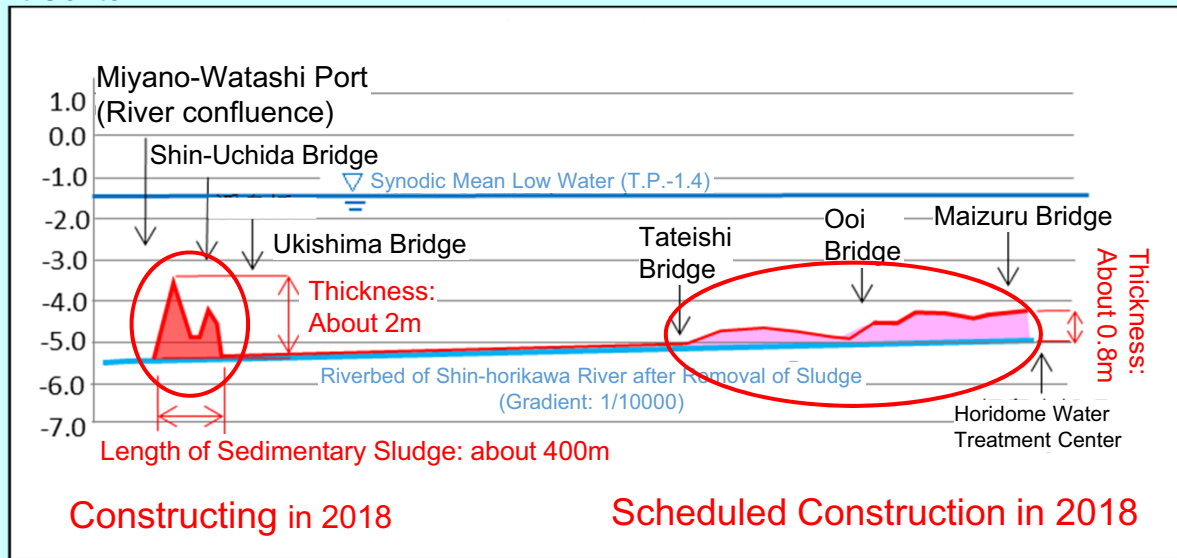 Miyano-Watashi Port
(River confluence)
1.0
0.0
Shin-Uchida Bridge
-1.0
Synodic Mean Low Water (T.P.-1.4)
-2.0
Ukishima Bridge
Tateishi
Bridge
Ooi
Bridge
Maizuru Bridge
-3.0
Thickness:
About 2m
Thickness:
About 0.8m
-4.0
-5.0
-6.0
Riverbed of Shin-horikawa River after Removal of Sludge
(Gradient: 1/10000)
-7.0
Horidome Water
Treatment Center
Length of Sedimentary Sludge: about 400m
Constructing in 2018
Scheduled Construction in 2018